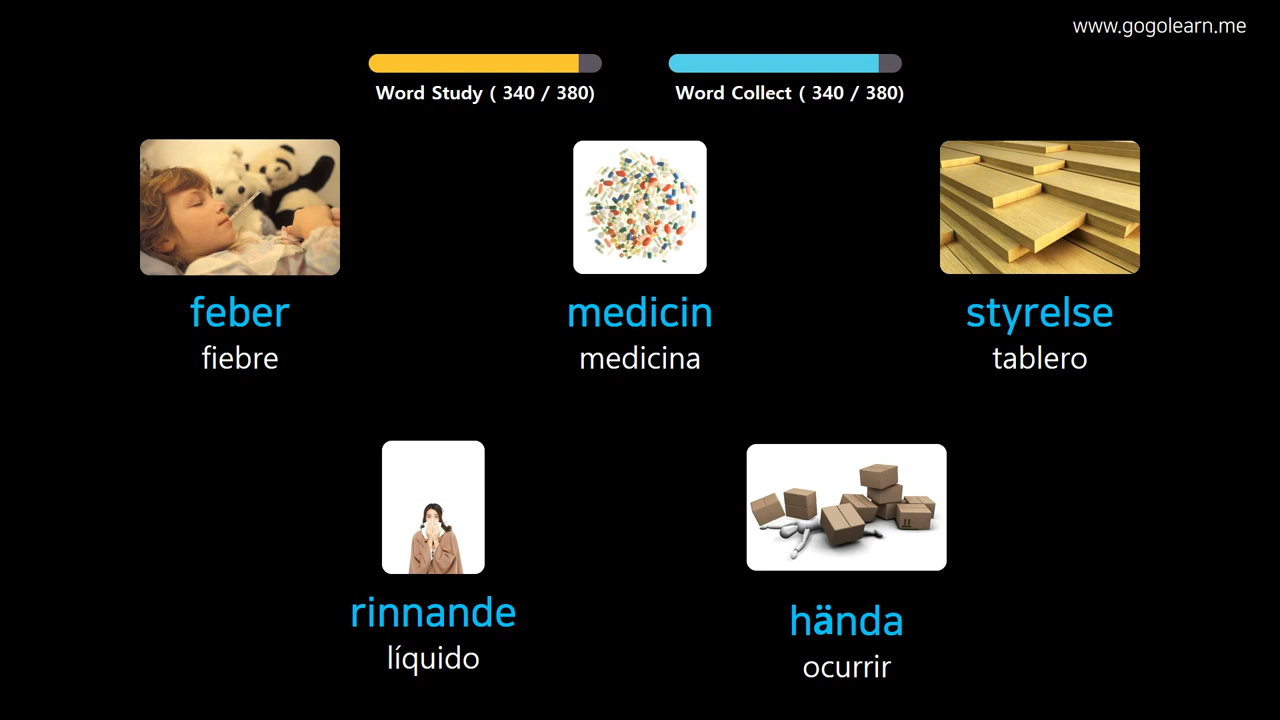 www.gogolearn.me
Word Study ( 340 / 380)
Word Collect ( 340 / 380)
feber
fiebre
medicin
medicina
styrelse
tablero
rinnande
líquido
hända
ocurrir